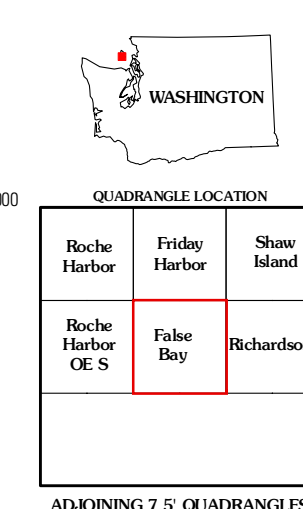 WASHINGTON
000
QUADRANGLE LOCATION
Roche
Harbor
Friday
Harbor
Shaw
Island
Roche
Harbor
OE S
False
Bay
Richardso
ADJOINING 7.5' QUADRANGLES